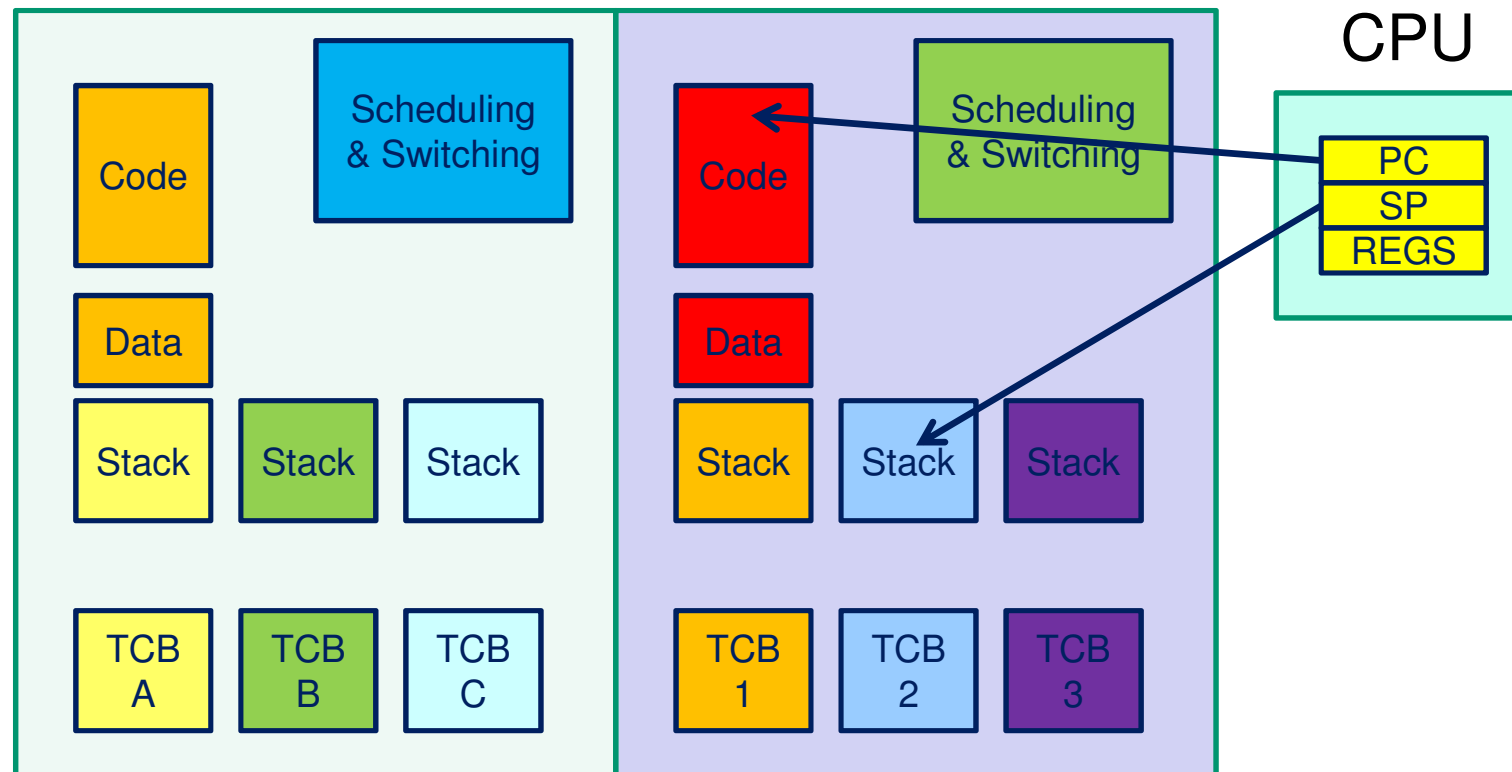 CPU
Scheduling
& Switching
Code
Data
Stack
Stack
Stack
TCB
A
TCB
B
TCB
C
Scheduling
& Switching
Code
Data
Stack
Stack
Stack
TCB
1
TCB
2
TCB
3
PC
SP
REGS